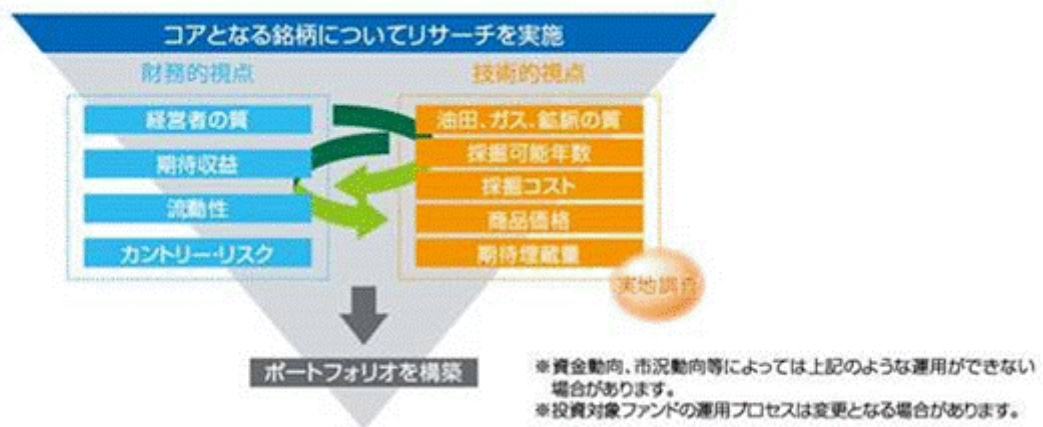 コアとなる銘柄についてリサーチを実施
財務的視点
経営者の質
期待収益
流動性
カントリー・リスク
技術的視点
油田、ガス、鉱脈の質
採掘可能年数
採掘コスト
商品価格
期待埋蔵量
実地調査
ポートフォリオを構築
※資金動向、市況動向等によっては上記のような運用ができない
場合があります。
※投資対象ファンドの運用プロセスは変更となる場合があります。